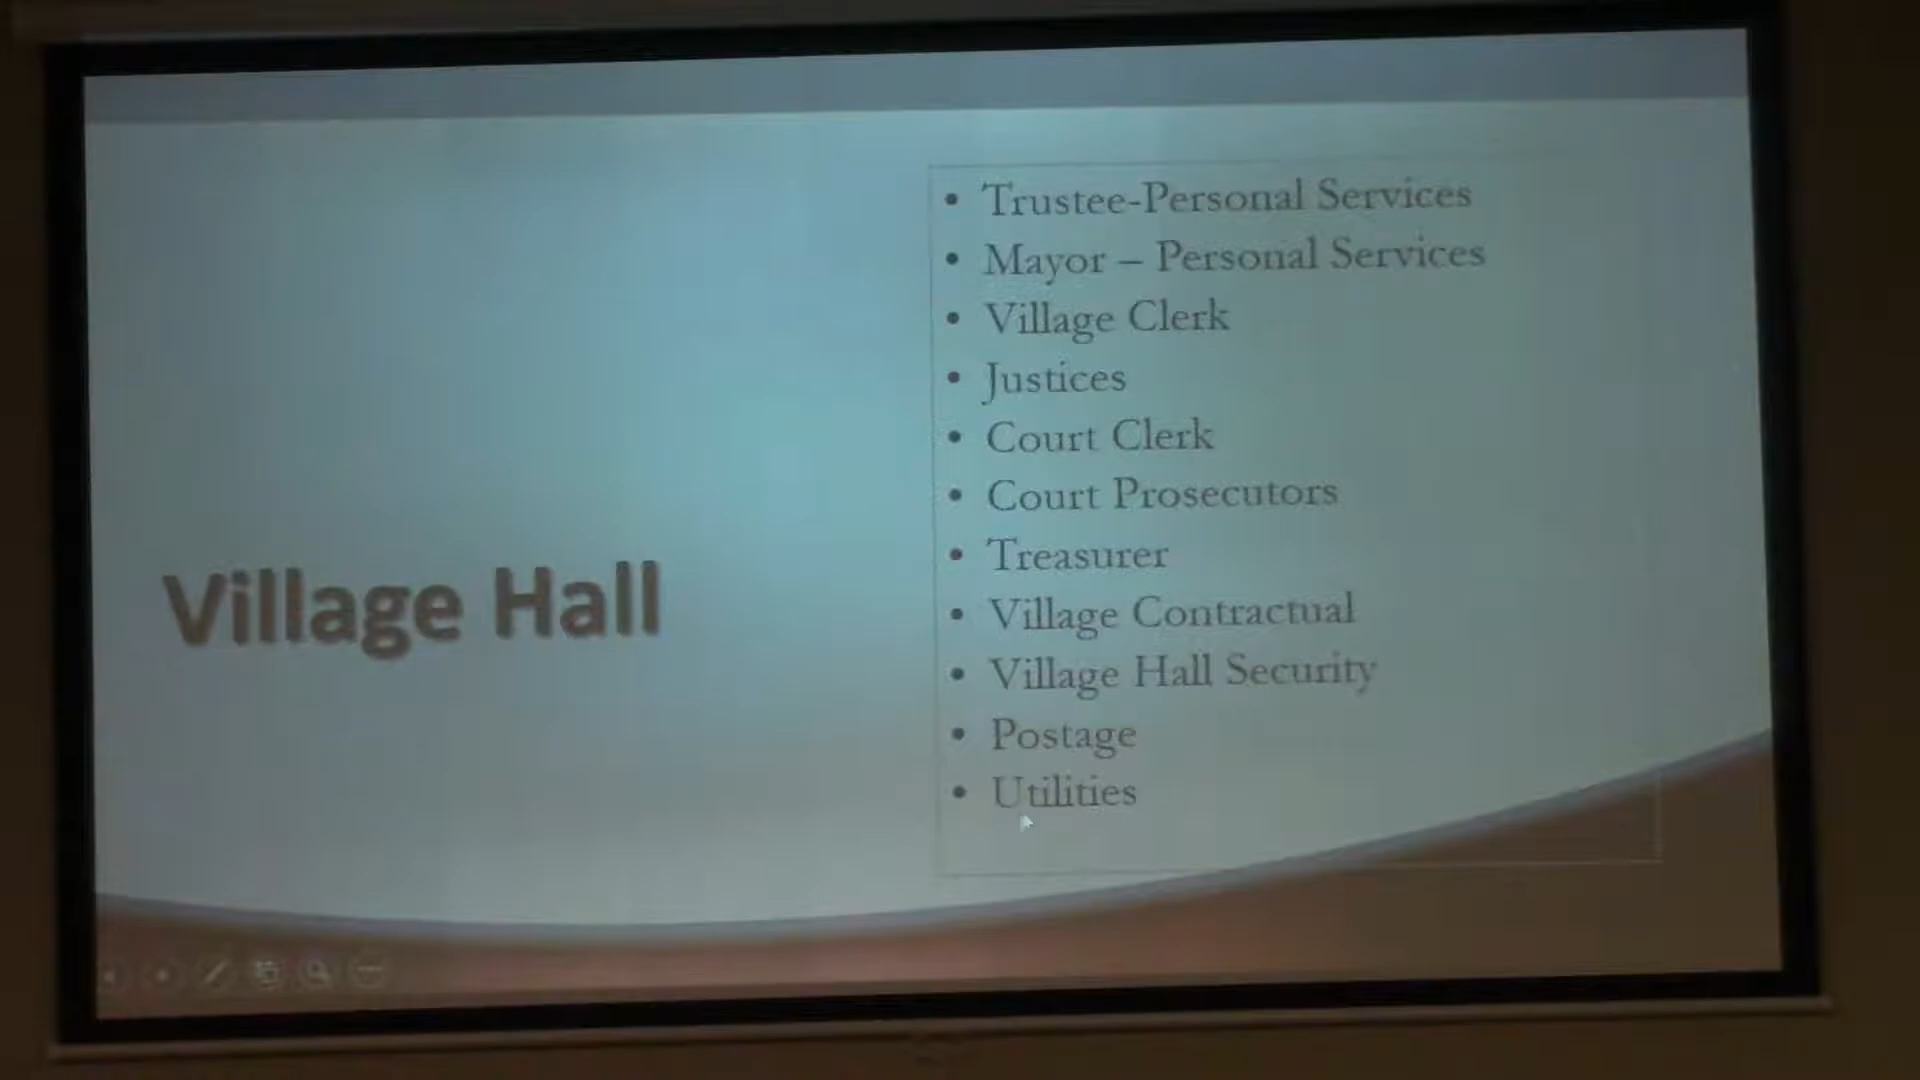 Village Hall
• Trustee-Personal Services
• Mayor – Personal Services
• Village Clerk
• Justices
• Court Clerk
• Court Prosecutors
• Treasurer
• Village Contractual
• Village Hall Security
• Postage
• Utilities